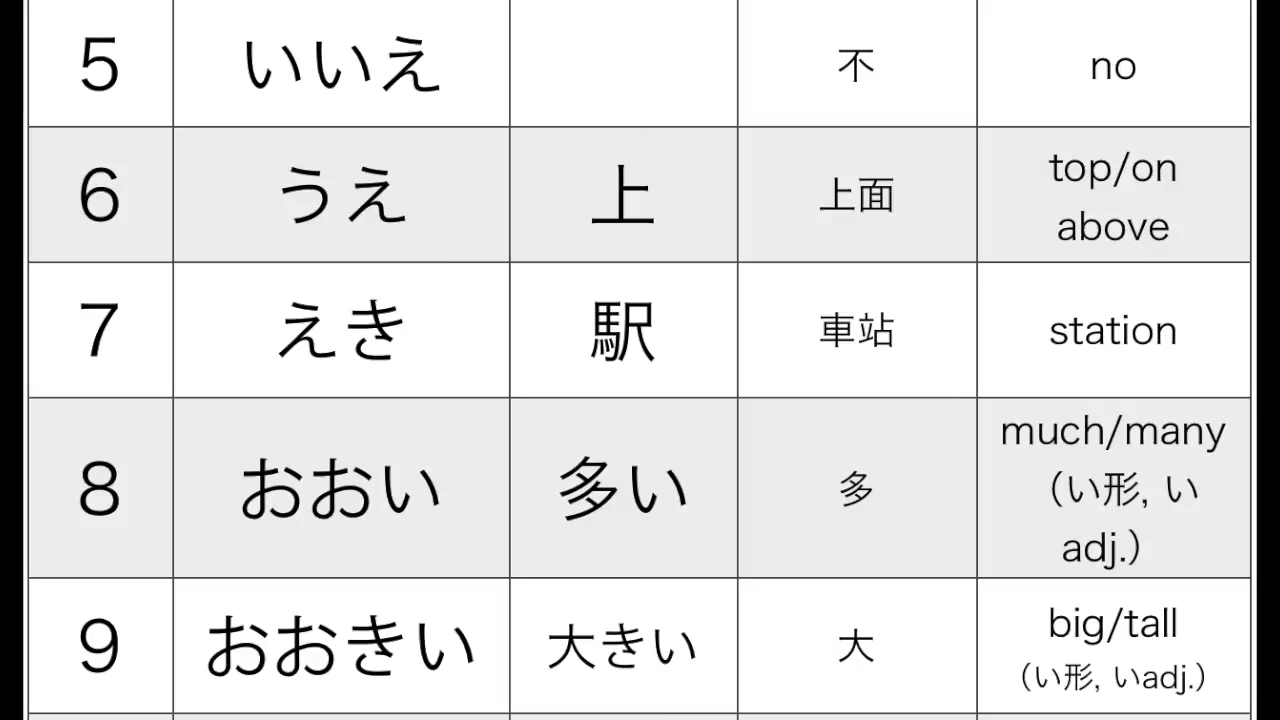 5 いいえ 不 no
6 うえ 上 上面 top/on above
7 えき 駅 車站 station
8 おおい 多い 多 much/many (い形, い adj.)
9 おおきい 大きい 大 big/tall (い形, いadj.)